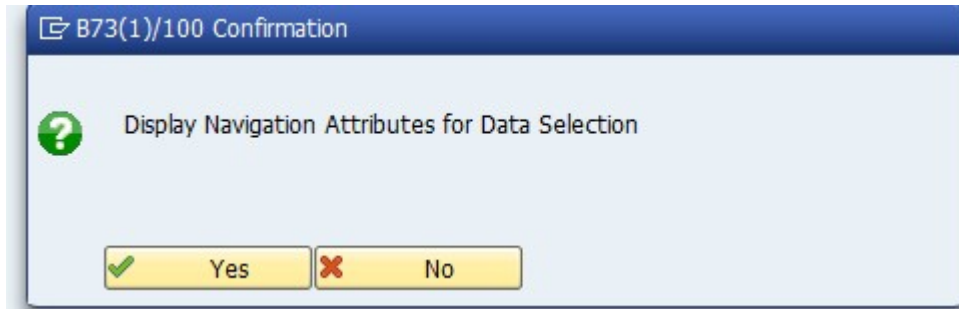 B73(1)/100 Confirmation
Display Navigation Attributes for Data Selection
Yes No